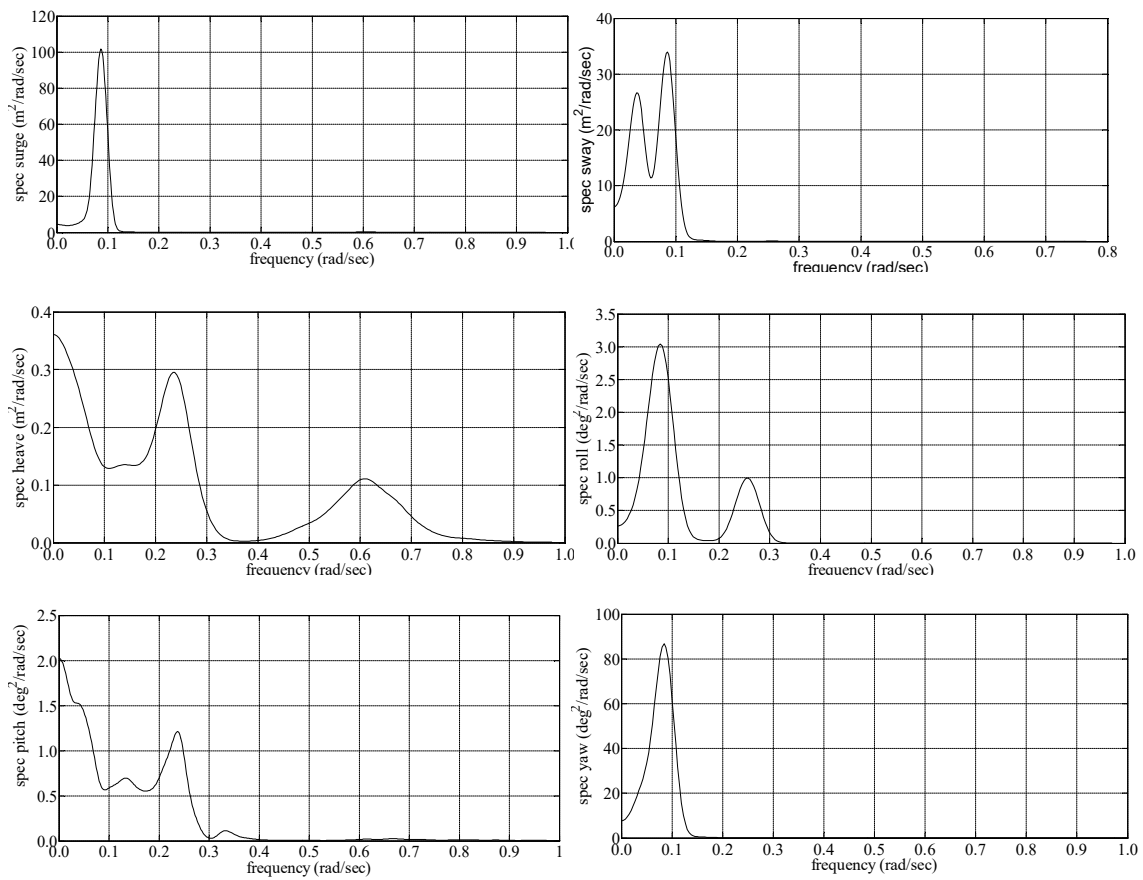 spec surge (m²/rad/sec)
120
100
80
60
40
20
0
0.0 0.1 0.2 0.3 0.4 0.5 0.6 0.7 0.8 0.9 1.0
frequency (rad/sec)
spec sway (m²/rad/sec)
40
30
20
10
0
0 0.1 0.2 0.3 0.4 0.5 0.6 0.7 0.8
frequency (rad/sec)
spec heave (m²/rad/sec)
0.4
0.3
0.2
0.1
0.0
0.0 0.1 0.2 0.3 0.4 0.5 0.6 0.7 0.8 0.9 1.0
frequency (rad/sec)
spec roll (deg²/rad/sec)
3.5
3.0
2.5
2.0
1.5
1.0
0.5
0.0
0.0 0.1 0.2 0.3 0.4 0.5 0.6 0.7 0.8 0.9 1.0
frequency (rad/sec)
spec pitch (deg²/rad/sec)
2.5
2.0
1.5
1.0
0.5
0.0
0.0 0.1 0.2 0.3 0.4 0.5 0.6 0.7 0.8 0.9 1.0
frequency (rad/sec)
spec yaw (deg²/rad/sec)
100
80
60
40
20
0
0.0 0.1 0.2 0.3 0.4 0.5 0.6 0.7 0.8 0.9 1.0
frequency (rad/sec)